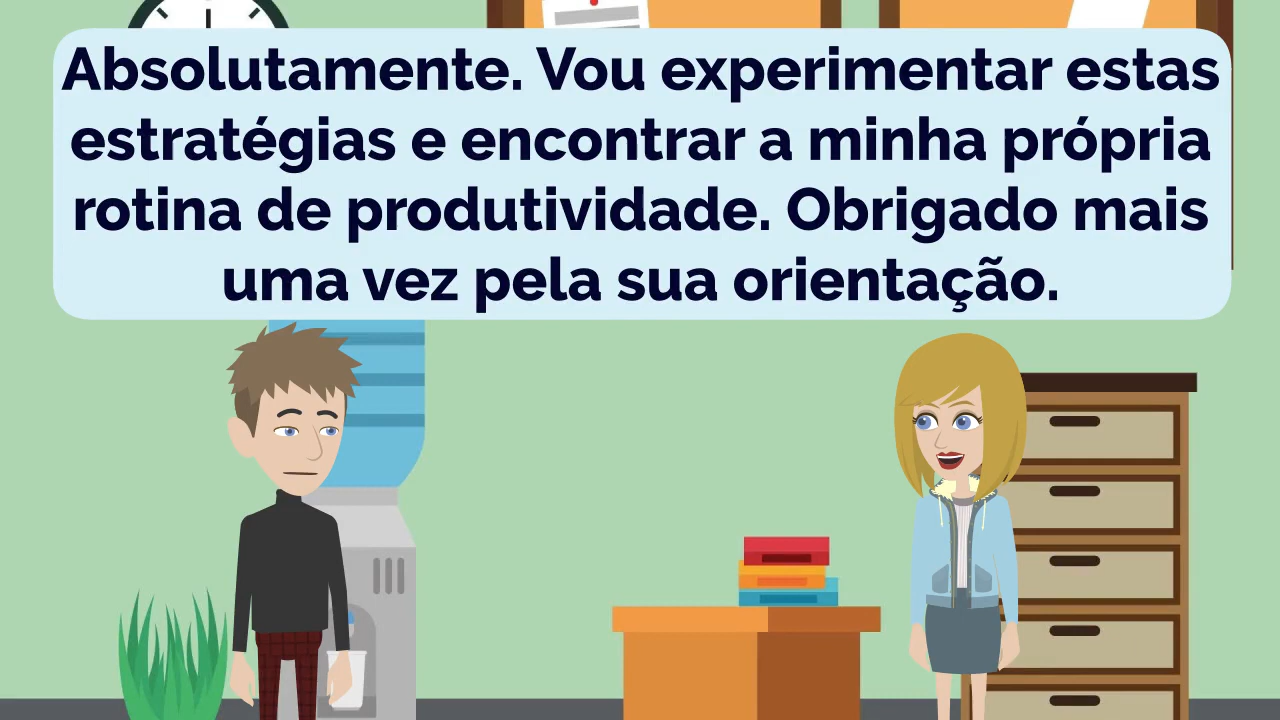 Absolutamente. Vou experimentar estas
estratégias e encontrar a minha própria
rotina de produtividade. Obrigado mais
uma vez pela sua orientação.